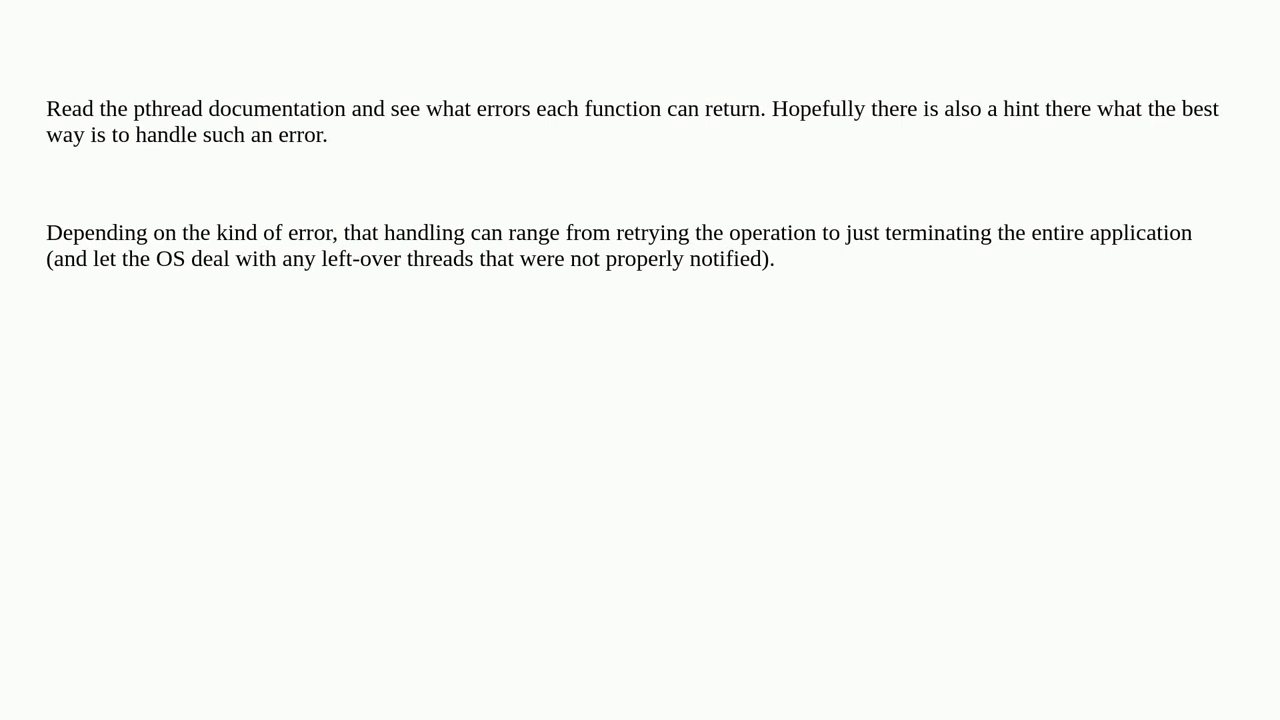 Read the pthread documentation and see what errors each function can return. Hopefully there is also a hint there what the best
way is to handle such an error.
Depending on the kind of error, that handling can range from retrying the operation to just terminating the entire application
(and let the OS deal with any left-over threads that were not properly notified).